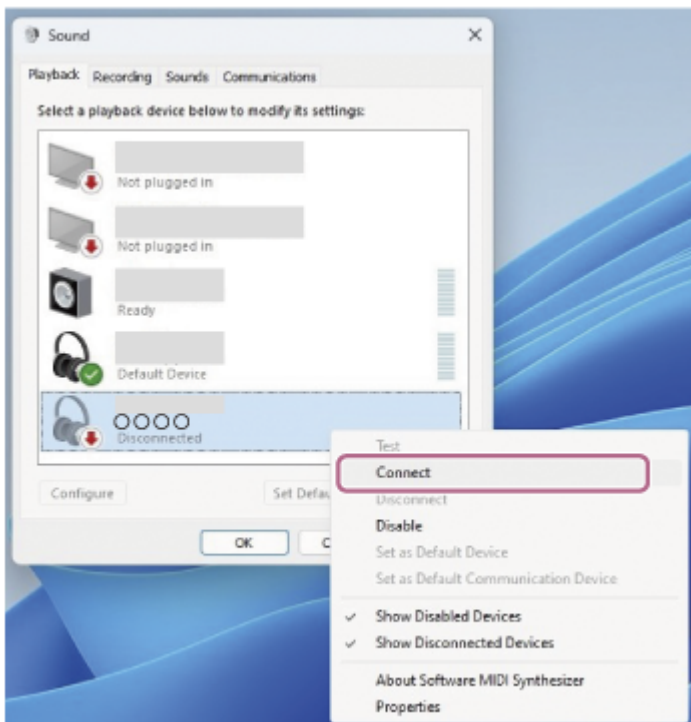 Sound
Playback Recording Sounds Communications
Select a playback device below to modify its settings:
Not plugged in
Not plugged in
Ready
Default Device
○○○○
Disconnected
Configure
Set Defau
OK
C
Test
Connect
Disconnect
Disable
Set as Default Device
Set as Default Communication Device
✓ Show Disabled Devices
✓ Show Disconnected Devices
About Software MIDI Synthesizer
Properties